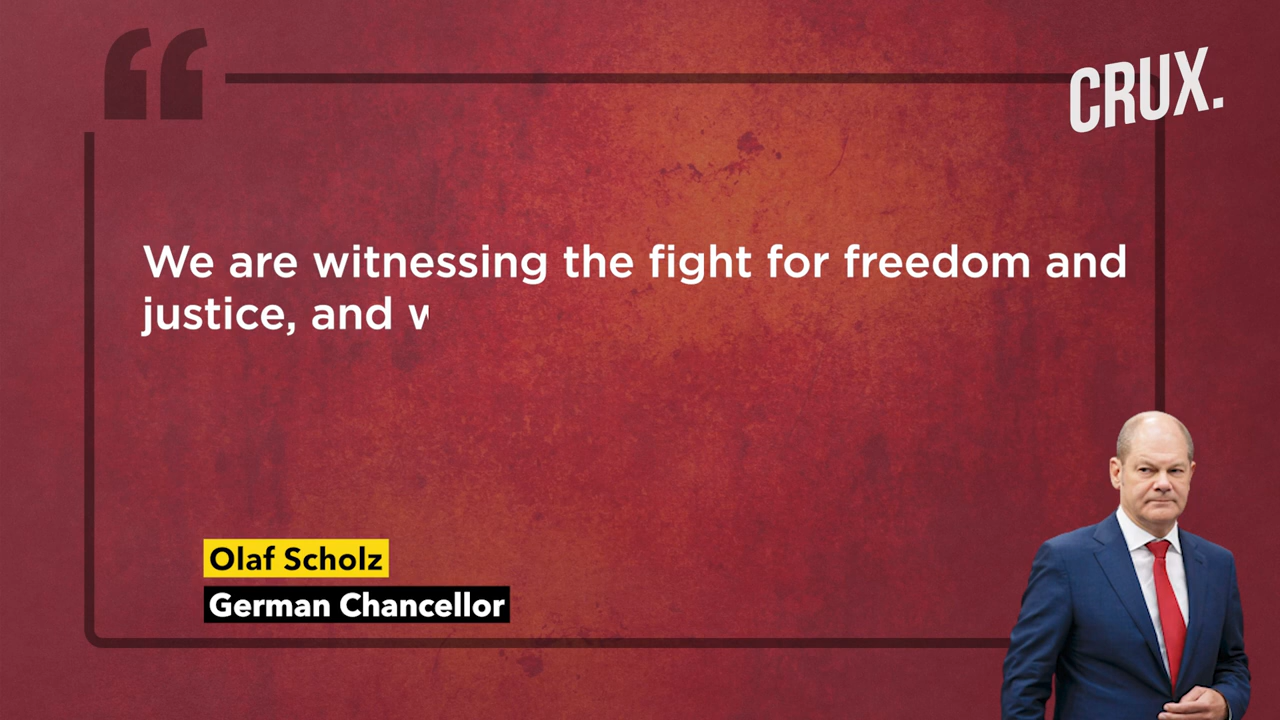 CRUX.
We are witnessing the fight for freedom and
justice, and
Olaf Scholz
German Chancellor